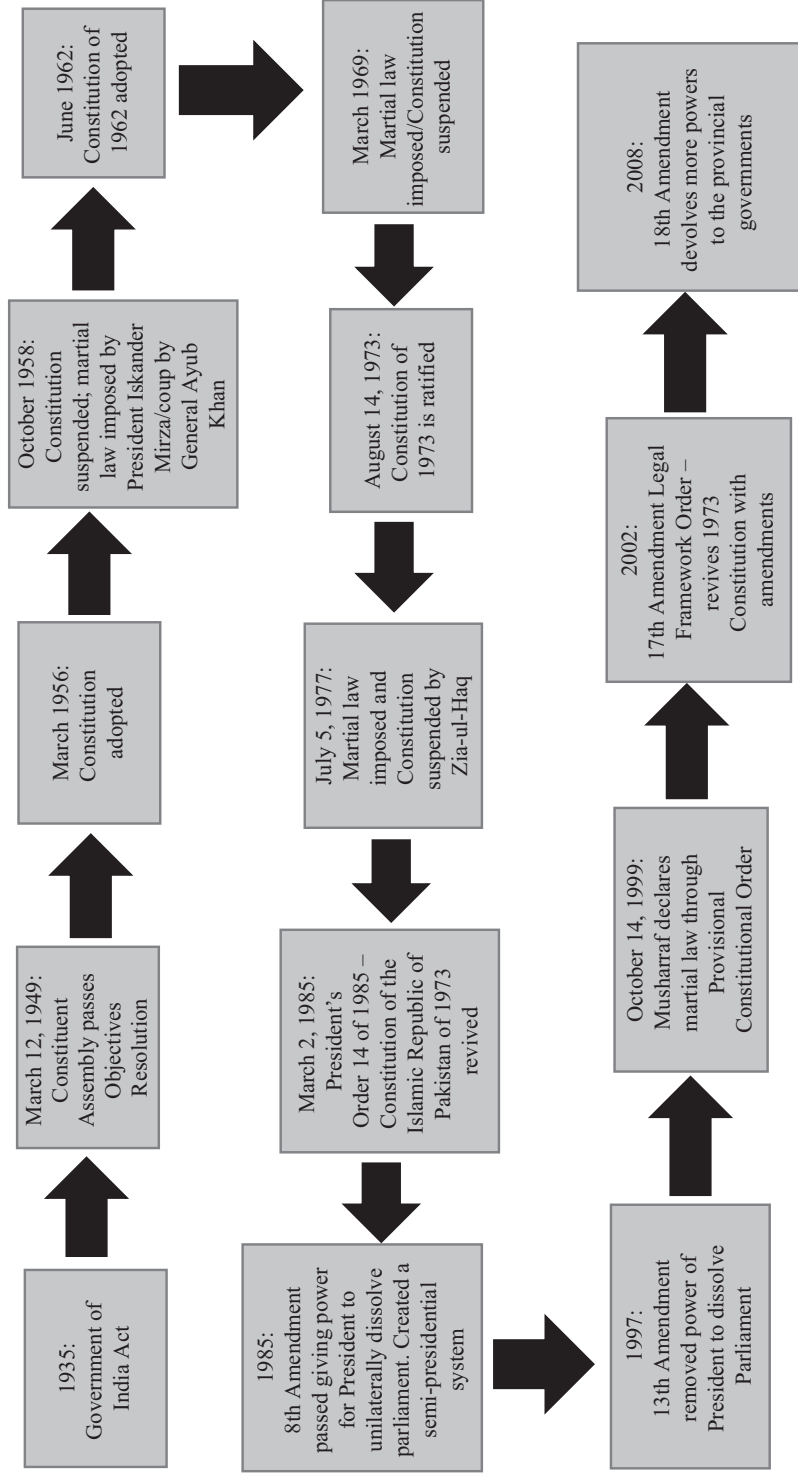 1935:
Government of
India Act
March 12, 1949:
Constituent
Assembly passes
Objectives
Resolution
March 1956:
Constitution
adopted
October 1958:
Constitution
suspended; martial
law imposed by
President Iskander
Mirza/coup by
General Ayub
Khan
June 1962:
Constitution of
1962 adopted
March 1969:
Martial law
imposed/Constitution
suspended
August 14, 1973:
Constitution of
1973 is ratified
July 5, 1977:
Martial law
imposed and
Constitution
suspended by
Zia-ul-Haq
March 2, 1985:
President's
Order 14 of 1985 –
Constitution of the
Islamic Republic of
Pakistan of 1973
revived
1985:
8th Amendment
passed giving power
for President to
unilaterally dissolve
parliament. Created a
semi-presidential
system
1997:
13th Amendment
removed power of
President to dissolve
Parliament
October 14, 1999:
Musharraf declares
martial law through
Provisional
Constitutional Order
2002:
17th Amendment Legal
Framework Order –
revives 1973
Constitution with
amendments
2008:
18th Amendment
devolves more powers
to the provincial
governments